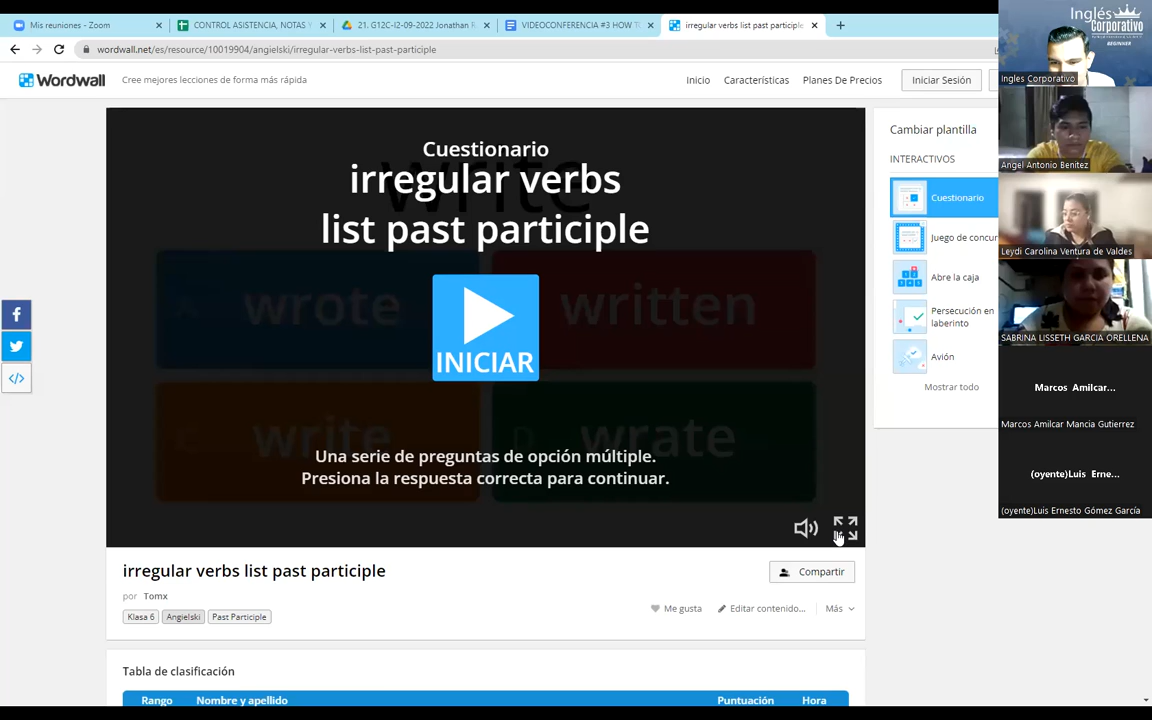 Mis reuniones - Zoom
CONTROL ASISTENCIA, NOTAS Y
21. G12C-I2-09-2022 Jonathan R
VIDEOCONFERENCIA #3 HOW TO
irregular verbs list past participle
wordwall.net/es/resource/10019904/angielski/irregular-verbs-list-past-participle
Wordwall
Cree mejores lecciones de forma más rápida
Inicio
Características
Planes De Precios
Iniciar Sesión
write
Cuestionario
irregular verbs
list past participle
wrote
written
INICIAR
write
D wrate
Una serie de preguntas de opción múltiple.
Presiona la respuesta correcta para continuar.
irregular verbs list past participle
Compartir
por Tomx
Me gusta
Editar contenido...
Más
Klasa 6
Angielski
Past Participle
Tabla de clasificación
Rango
Nombre y apellido
Puntuación
Hora
Cambiar plantilla
INTERACTIVOS
Cuestionario
Juego de concur
Abre la caja
Persecución en
laberinto
Avión
Mostrar todo
Inglés
Corporativo
BEGINNER
Ingles Corporativo
Angel Antonio Benitez
Leydi Carolina Ventura de Valdes
SABRINA LISSETH GARCIA ORELLENA
Marcos Amilcar...
Marcos Amilcar Mancia Gutierrez
(oyente)Luis Erne...
(oyente)Luis Ernesto Gómez García